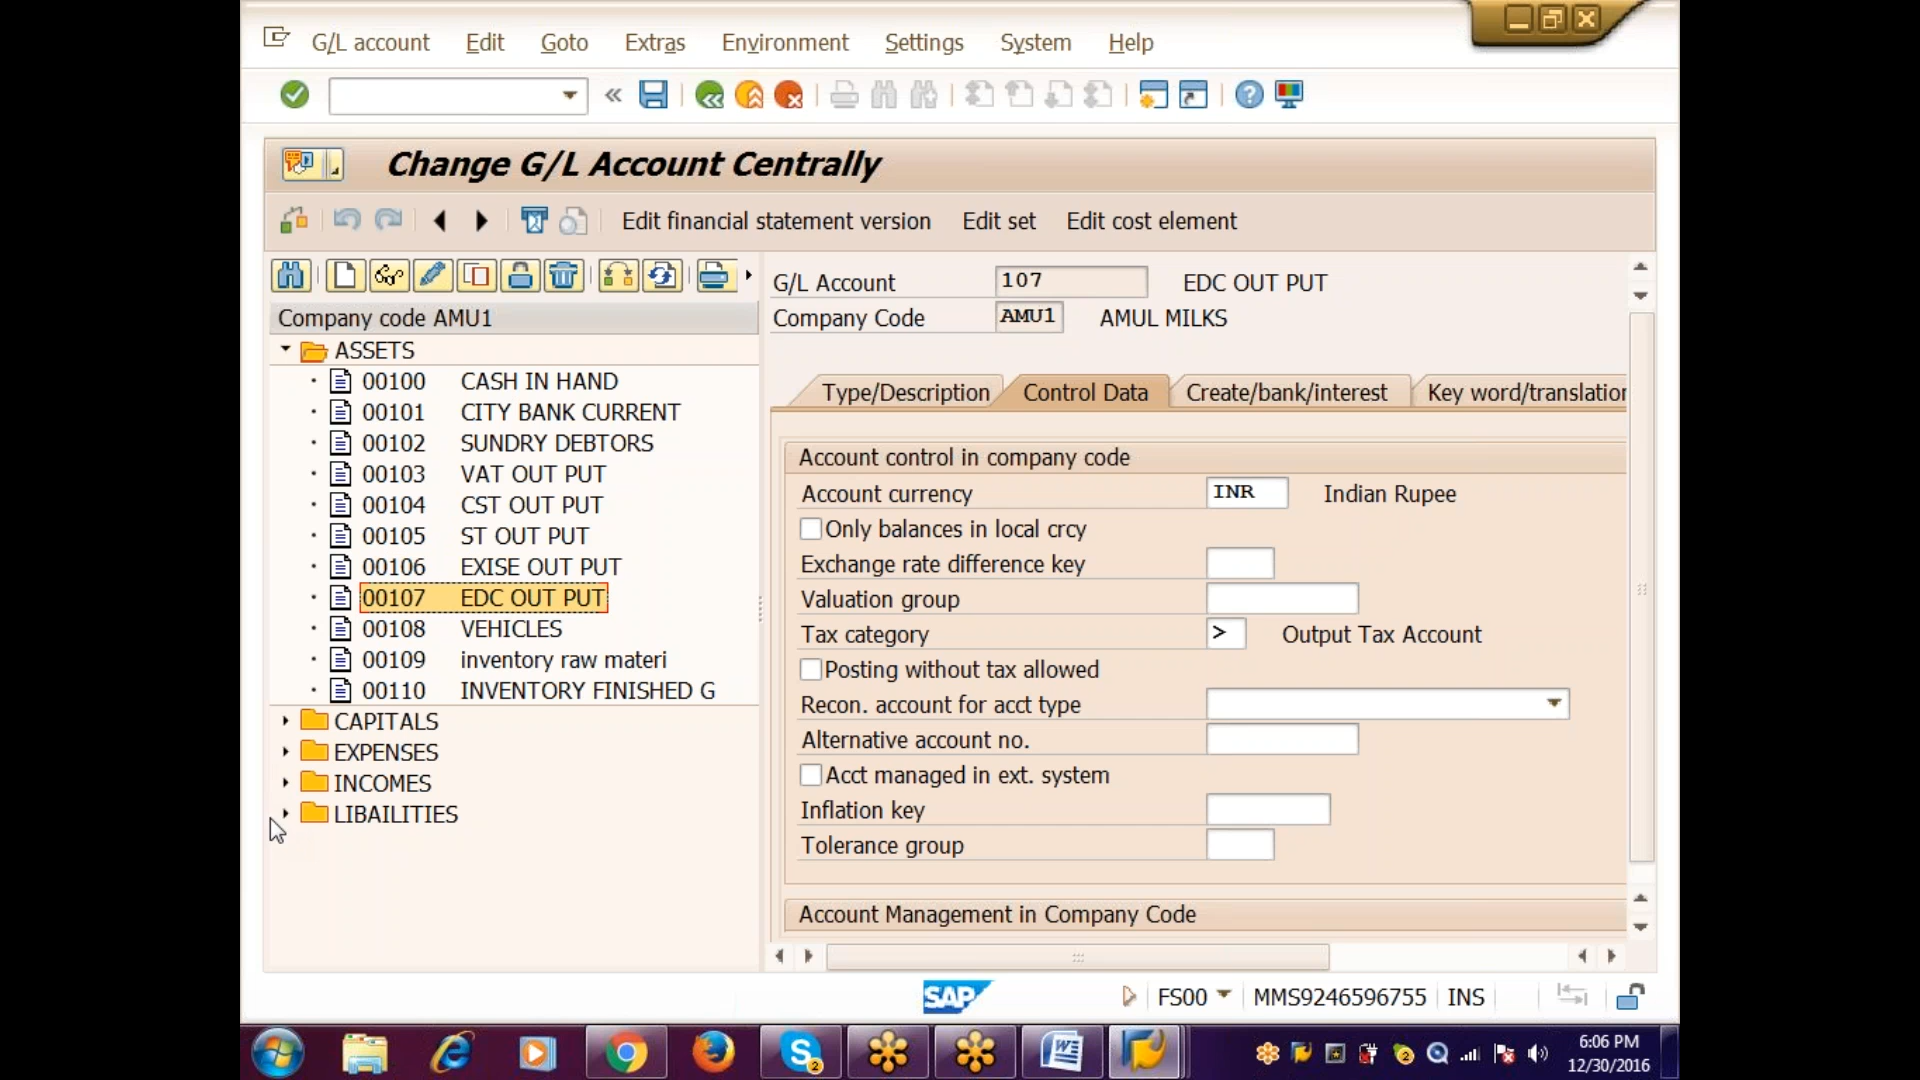 G/L account Edit Goto Extras Environment Settings System Help
Change G/L Account Centrally
Edit financial statement version Edit set Edit cost element
Company code AMU1
ASSETS
00100 CASH IN HAND
00101 CITY BANK CURRENT
00102 SUNDRY DEBTORS
00103 VAT OUT PUT
00104 CST OUT PUT
00105 ST OUT PUT
00106 EXISE OUT PUT
00107 EDC OUT PUT
00108 VEHICLES
00109 inventory raw materi
00110 INVENTORY FINISHED G
CAPITALS
EXPENSES
INCOMES
LIBAILITIES
G/L Account 107 EDC OUT PUT
Company Code AMU1 AMUL MILKS
Type/Description Control Data Create/bank/interest Key word/translation
Account control in company code
Account currency INR Indian Rupee
Only balances in local crcy
Exchange rate difference key
Valuation group
Tax category > Output Tax Account
Posting without tax allowed
Recon. account for acct type
Alternative account no.
Acct managed in ext. system
Inflation key
Tolerance group
Account Management in Company Code
SAP FS00 MMS9246596755 INS
6:06 PM
12/30/2016